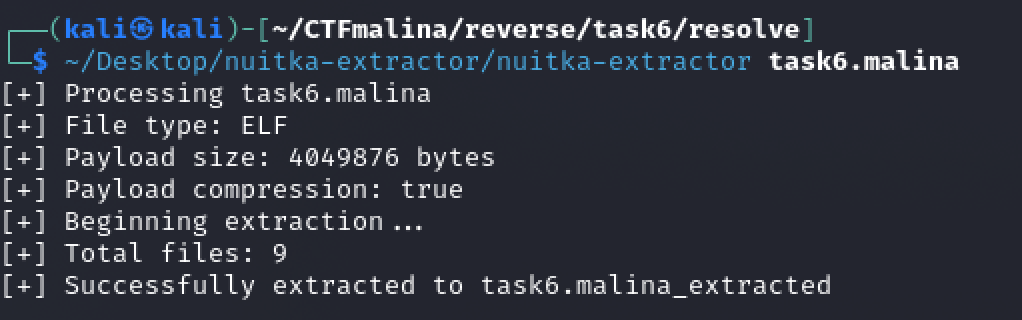 ┌──(kali㉿kali)-[~/CTFmalina/reverse/task6/resolve]
└─$ ~/Desktop/nuitka-extractor/nuitka-extractor task6.malina
[+] Processing task6.malina
[+] File type: ELF
[+] Payload size: 4049876 bytes
[+] Payload compression: true
[+] Beginning extraction...
[+] Total files: 9
[+] Successfully extracted to task6.malina_extracted